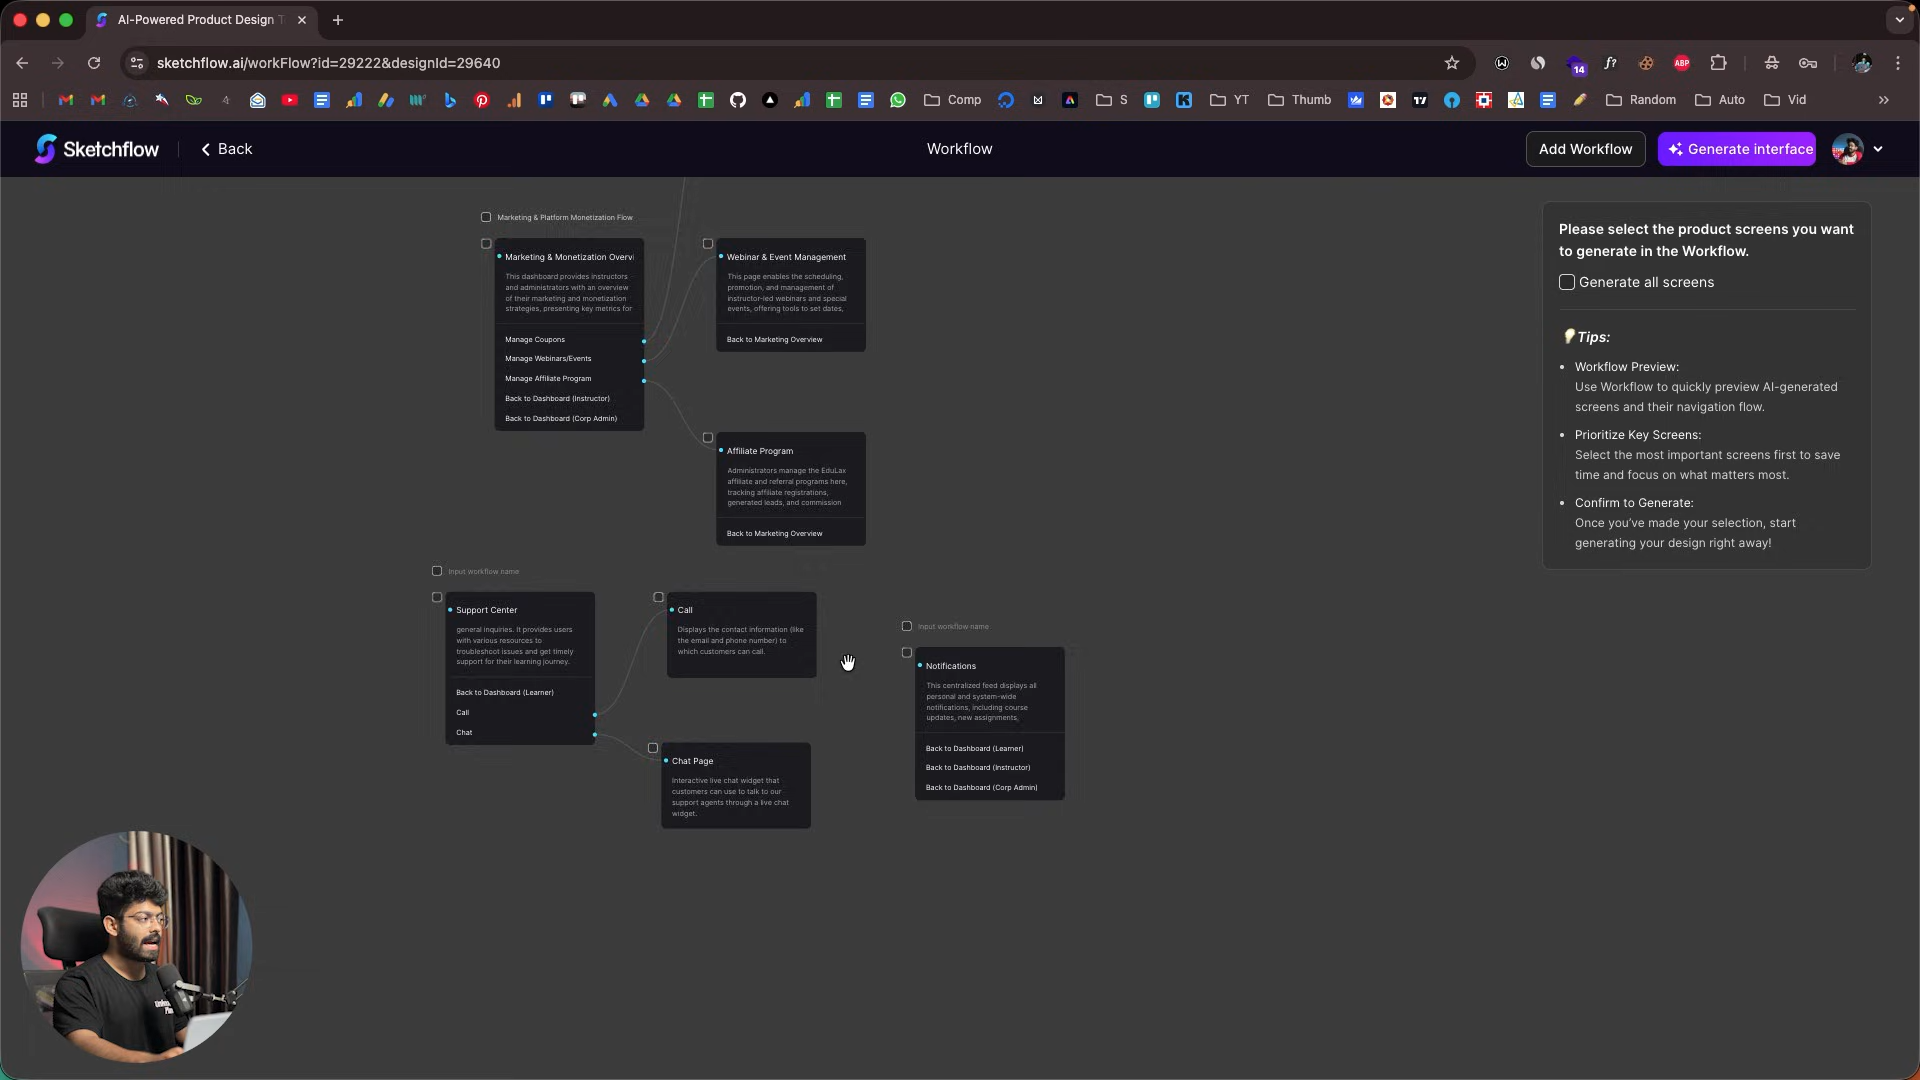 AI-Powered Product Design T
sketchflow.ai/workFlow?id=29222&designId=29640
14
ABP
Comp
S
YT
Thumb
Random
Auto
Vid
Sketchflow
Back
Workflow
Add Workflow
Generate interface
Marketing & Platform Monetization Flow
Marketing & Monetization Overvi
This dashboard provides instructors
and administrators with an overview
of their marketing and monetization
strategies, presenting key metrics for
Manage Coupons
Manage Webinars/Events
Manage Affiliate Program
Back to Dashboard (Instructor)
Back to Dashboard (Corp Admin)
Webinar & Event Management
This page enables the scheduling,
promotion, and management of
instructor-led webinars and special
events, offering tools to set dates,
Back to Marketing Overview
Affiliate Program
Administrators manage the EduLax
affiliate and referral programs here,
tracking affiliate registrations,
generated leads, and commission
Back to Marketing Overview
Input workflow name
Support Center
general inquiries. It provides users
with various resources to
troubleshoot issues and get timely
support for their learning journey.
Back to Dashboard (Learner)
Call
Chat
Call
Displays the contact information (like
the email and phone number) to
which customers can call.
Chat Page
Interactive live chat widget that
customers can use to talk to our
support agents through a live chat
widget.
Input workflow name
Notifications
This centralized feed displays all
personal and system-wide
notifications, including course
updates, new assignments,
Back to Dashboard (Learner)
Back to Dashboard (Instructor)
Back to Dashboard (Corp Admin)
Please select the product screens you want
to generate in the Workflow.
Generate all screens
Tips:
Workflow Preview:
Use Workflow to quickly preview AI-generated
screens and their navigation flow.
Prioritize Key Screens:
Select the most important screens first to save
time and focus on what matters most.
Confirm to Generate:
Once you've made your selection, start
generating your design right away!